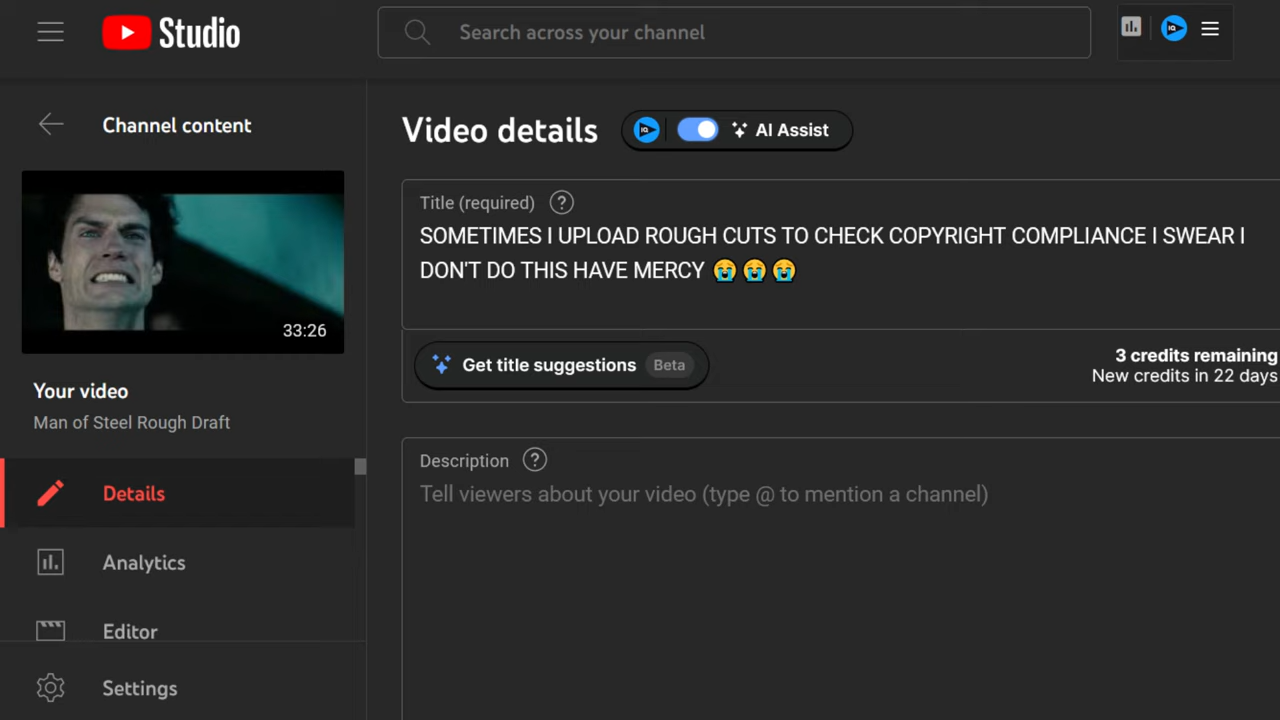 Studio
Search across your channel
IQ
Channel content
33:26
Your video
Man of Steel Rough Draft
Details
Analytics
Editor
Settings
Video details
IQ
AI Assist
Title (required) ?
SOMETIMES I UPLOAD ROUGH CUTS TO CHECK COPYRIGHT COMPLIANCE I SWEAR I
DON'T DO THIS HAVE MERCY 😭 😭 😭
Get title suggestions Beta
3 credits remaining
New credits in 22 days
Description ?
Tell viewers about your video (type @ to mention a channel)